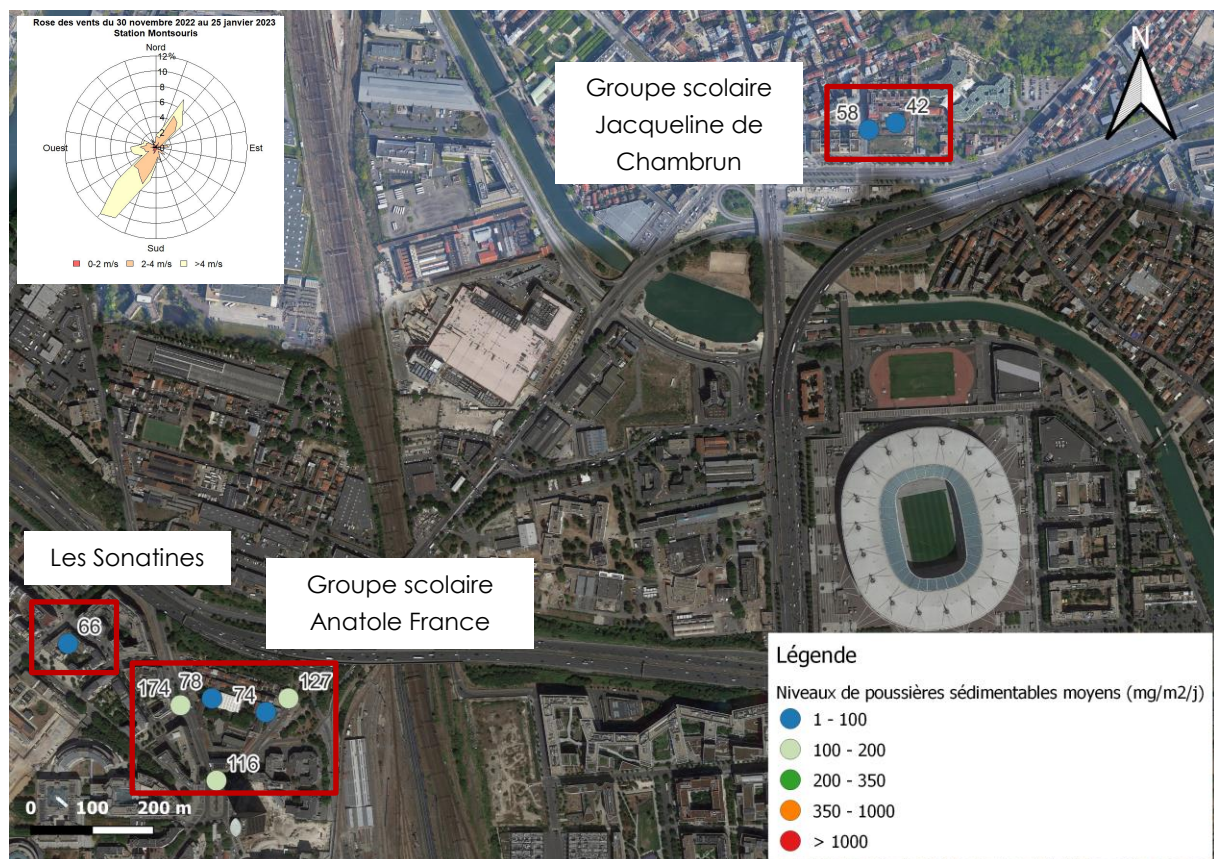 Rose des vents du 30 novembre 2022 au 25 janvier 2023
Station Montsouris
Nord
12%
10
8
6
4
2
0
Ouest
Est
Sud
0-2 m/s
2-4 m/s
>4 m/s
Groupe scolaire
Jacqueline de
Chambrun
58
42
N
Les Sonatines
Groupe scolaire
Anatole France
66
174
78
74
127
116
0 100 200 m
Légende
Niveaux de poussières sédimentables moyens (mg/m2/j)
1 - 100
100 - 200
200 - 350
350 - 1000
> 1000